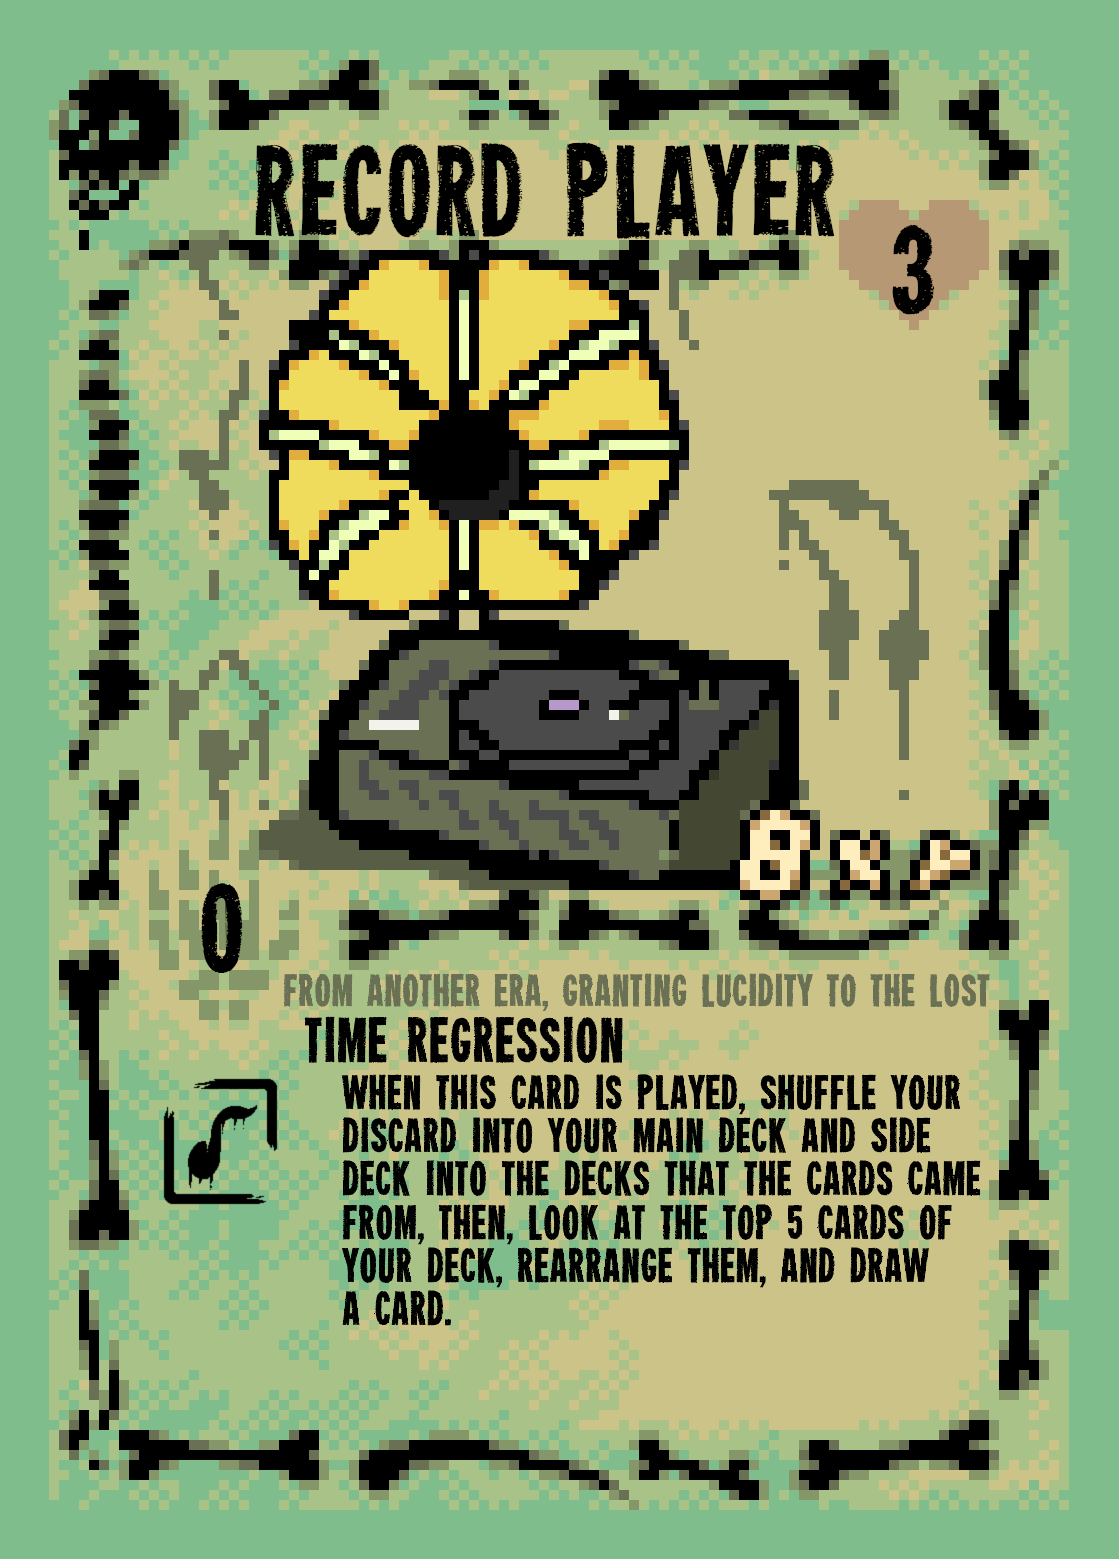 RECORD PLAYER
3
8 x
0
FROM ANOTHER ERA, GRANTING LUCIDITY TO THE LOST
TIME REGRESSION
WHEN THIS CARD IS PLAYED, SHUFFLE YOUR
DISCARD INTO YOUR MAIN DECK AND SIDE
DECK INTO THE DECKS THAT THE CARDS CAME
FROM, THEN, LOOK AT THE TOP 5 CARDS OF
YOUR DECK, REARRANGE THEM, AND DRAW
A CARD.